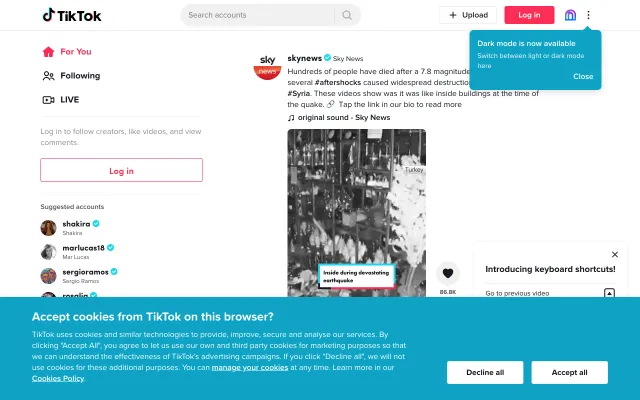 TikTok
Search accounts
Upload
Log in
Dark mode is now available
Switch between light or dark mode
here
Close
For You
Following
LIVE
Log in to follow creators, like videos, and view
comments.
Log in
Suggested accounts
shakira
Shakira
marlucas18
Mar Lucas
sergioramos
Sergio Ramos
rosalia
sky
news
skynews Sky News
Hundreds of people have died after a 7.8 magnitude
several #aftershocks caused widespread
#Syria. These videos show was it was like inside buildings at the time of
the quake. 🔗 Tap the link in our bio to read more
original sound - Sky News
Turkey
Inside during devastating
earthquake
86.8K
Introducing keyboard shortcuts!
Go to previous video
Accept cookies from TikTok on this browser?
TikTok uses cookies and similar technologies to provide, improve, secure and analyse our services. By
clicking "Accept All", you agree to let us use our own and third party cookies for marketing purposes so that
we can understand the effectiveness of TikTok's advertising campaigns. If you click "Decline all", we will not
use cookies for these additional purposes. You can manage your cookies at any time. Learn more in our
Cookies Policy.
Decline all
Accept all